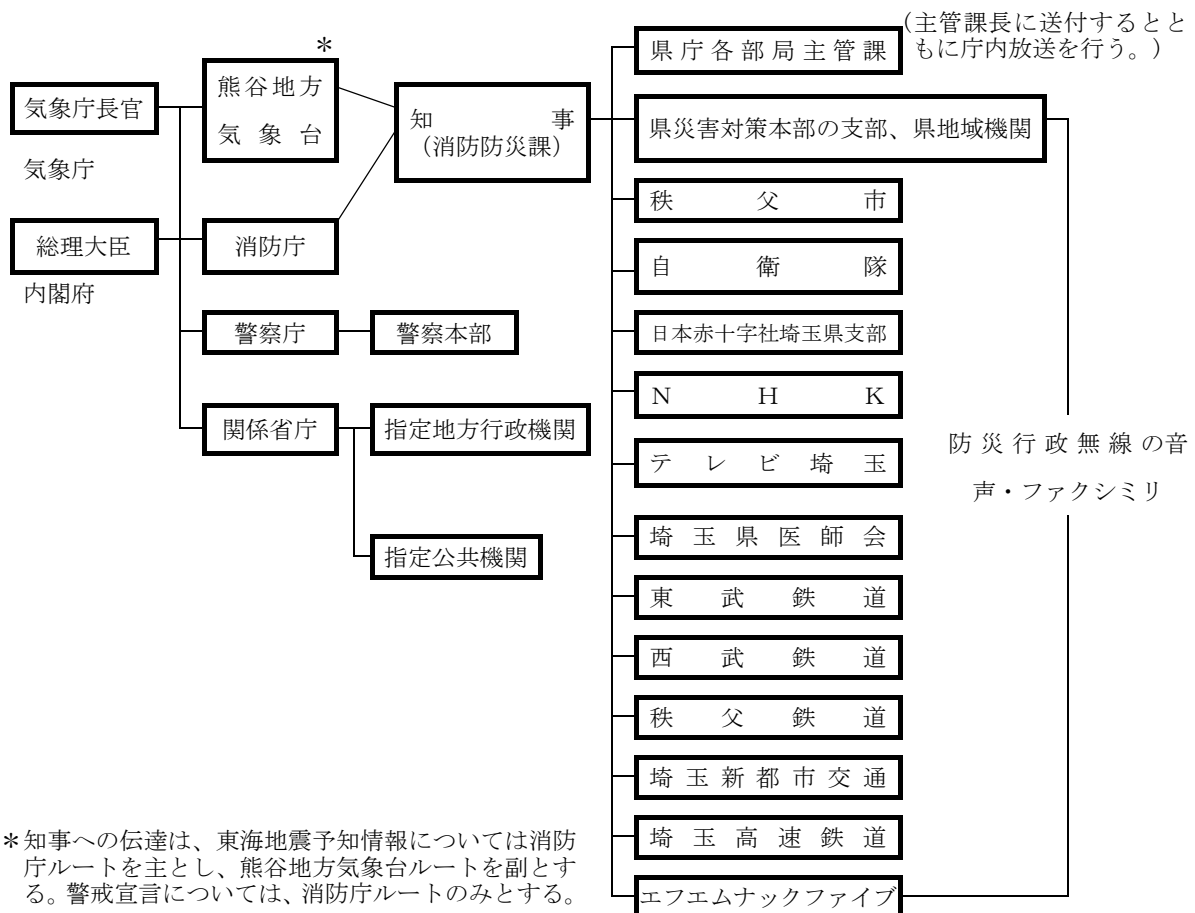 気象庁長官
気象庁
総理大臣
内閣府
*
熊谷地方
気象台
消防庁
警察庁
関係省庁
警察本部
指定地方行政機関
指定公共機関
知事
（消防防災課）
県庁各部局主管課
（主管課長に送付するとと
もに庁内放送を行う。）
県災害対策本部の支部、県地域機関
秩父市
自衛隊
日本赤十字社埼玉県支部
ＮＨＫ
テレビ埼玉
埼玉県医師会
東武鉄道
西武鉄道
秩父鉄道
埼玉新都市交通
埼玉高速鉄道
エフエムナックファイブ
防災行政無線の音
声・ファクシミリ
*知事への伝達は、東海地震予知情報については消防
庁ルートを主とし、熊谷地方気象台ルートを副とす
る。警戒宣言については、消防庁ルートのみとする。